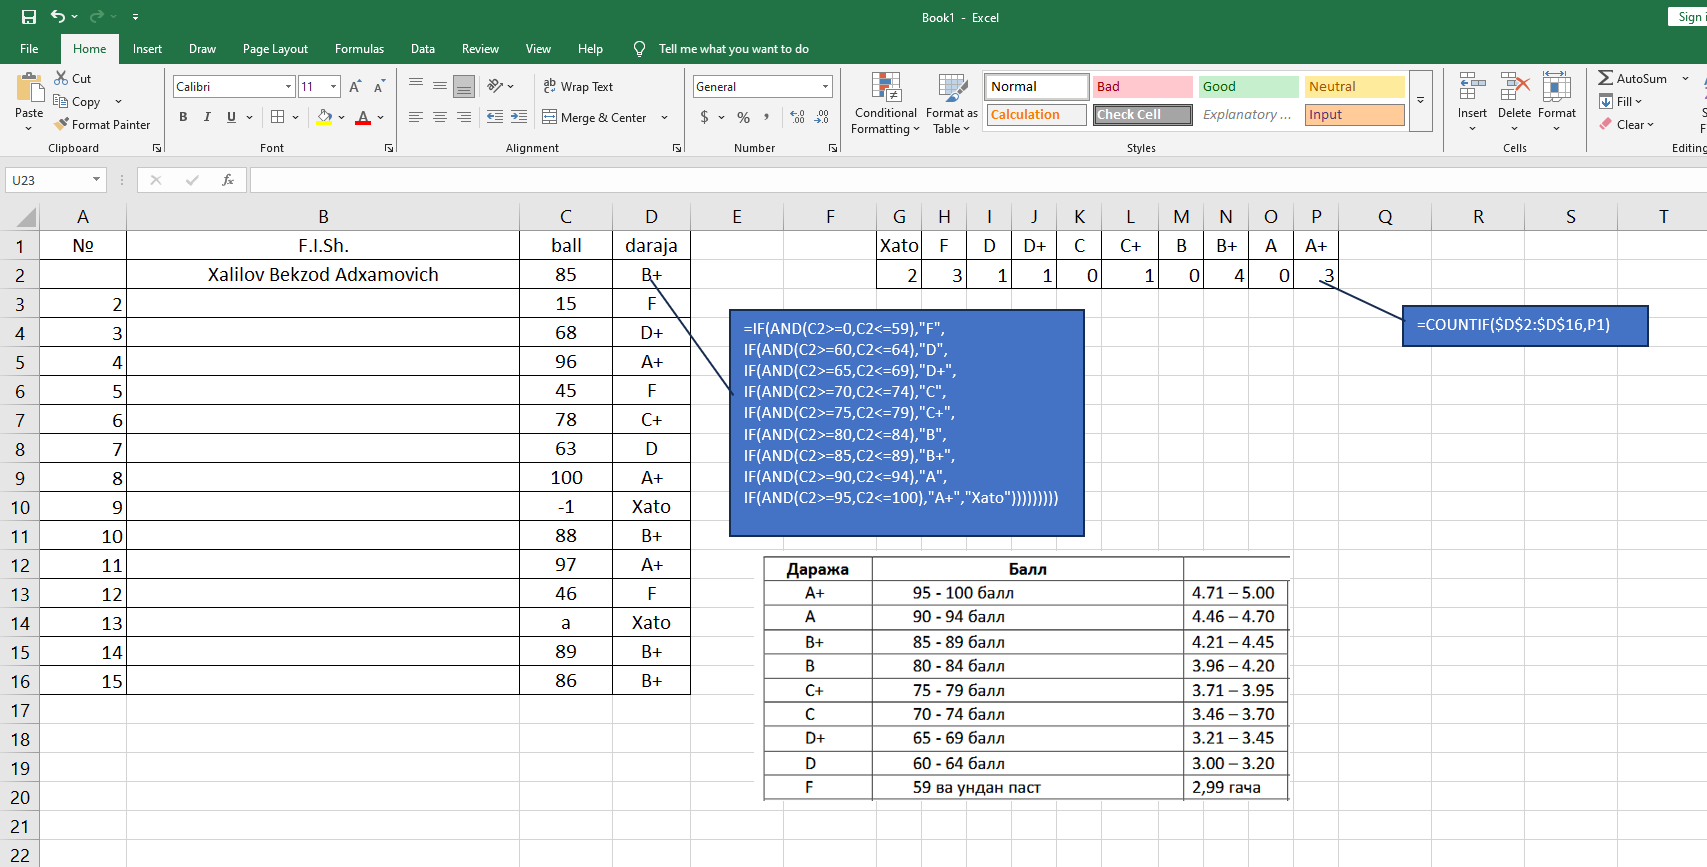 Book1 - Excel
Sign i
File Home Insert Draw Page Layout Formulas Data Review View Help Tell me what you want to do
Paste
Cut
Copy
Format Painter
Clipboard
Calibri 11
B I U
Font
Wrap Text
Merge & Center
Alignment
General
$ % ,
Number
Conditional Formatting
Format as Table
Normal Bad Good Neutral
Calculation Check Cell Explanatory ... Input
Styles
Insert Delete Format
Cells
AutoSum
Fill
Clear
Editing
U23 fx
A B C D E F G H I J K L M N O P Q R S T
1 № F.I.Sh. ball daraja Xato F D D+ C C+ B B+ A A+
2 Xalilov Bekzod Adxamovich 85 B+ 2 3 1 1 0 1 0 4 0 3
3 2 15 F
4 3 68 D+
5 4 96 A+
6 5 45 F
7 6 78 C+
8 7 63 D
9 8 100 A+
10 9 -1 Xato
11 10 88 B+
12 11 97 A+
13 12 46 F
14 13 a Xato
15 14 89 B+
16 15 86 B+
17
18
19
20
21
22
=IF(AND(C2>=0,C2<=59),"F",
IF(AND(C2>=60,C2<=64),"D",
IF(AND(C2>=65,C2<=69),"D+",
IF(AND(C2>=70,C2<=74),"C",
IF(AND(C2>=75,C2<=79),"C+",
IF(AND(C2>=80,C2<=84),"B",
IF(AND(C2>=85,C2<=89),"B+",
IF(AND(C2>=90,C2<=94),"A",
IF(AND(C2>=95,C2<=100),"A+","Xato")))))))))
=COUNTIF($D$2:$D$16,P1)
Даража Балл
A+ 95 - 100 балл 4.71 – 5.00
A 90 - 94 балл 4.46 – 4.70
B+ 85 - 89 балл 4.21 – 4.45
B 80 - 84 балл 3.96 – 4.20
C+ 75 - 79 балл 3.71 – 3.95
C 70 - 74 балл 3.46 – 3.70
D+ 65 - 69 балл 3.21 – 3.45
D 60 - 64 балл 3.00 – 3.20
F 59 ва ундан паст 2,99 гача